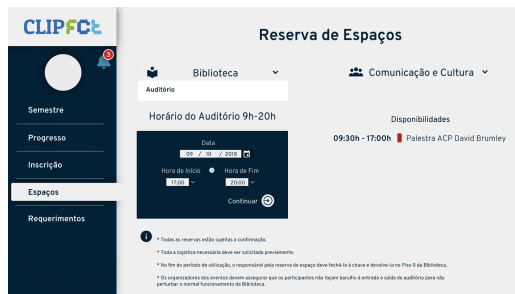 CLIPFCT
3
Semestre
Progresso
Inscrição
Espaços
Requerimentos
Reserva de Espaços
Biblioteca
Auditório
Comunicação e Cultura
Horário do Auditório 9h-20h
Data
09 / 10 / 2018
Hora de Início
Hora de Fim
17:00
20:00
Continuar
Disponibilidades
09:30h - 17:00h Palestra ACP David Brumley
* Todas as reservas estão sujeitas a confirmação.
* Toda a logística necessária deve ser solicitada previamente.
* No fim do período de utilização, o responsável pela reserva do espaço deve fechá-lo à chave e devolve-la no Piso 0 da Biblioteca.
* Os organizadores dos eventos devem assegurar que os participantes não façam barulho à entrada e saída do auditório para não
perturbar o normal funcionamento da Biblioteca.